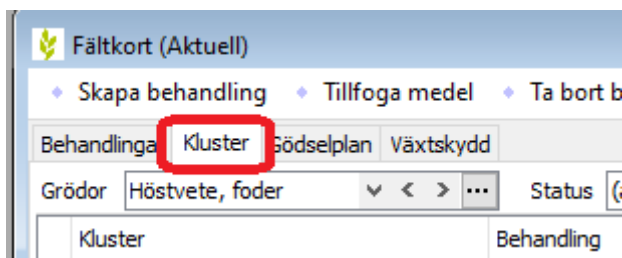 Fältkort (Aktuell)
Skapa behandling Tillfoga medel Ta bort b
Behandlinga Kluster Gödselplan Växtskydd
Grödor Höstvete, foder ... Status (a
Kluster Behandling